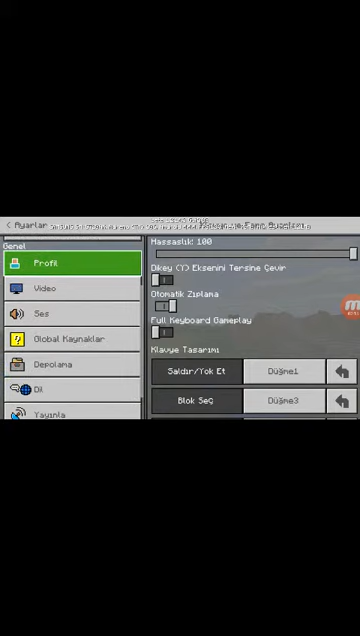 < Ayarlar
Genel
Profil
Video
Ses
Global Kaynaklar
Depolama
Dil
Yayınla
Hassaslık: 100
Dikey (Y) Eksenini Tersine Çevir
Otomatik Zıplama
Full Keyboard Gameplay
Klavye Tasarımı
Saldır/Yok Et
Düğme1
Blok Seç
Düğme3